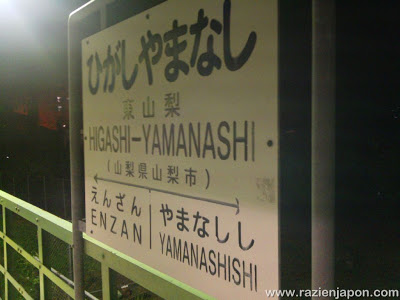 ひがしやまなし
東山梨
HIGASHI-YAMANASHI
(山梨県山梨市)
えんざん
ENZAN
やまなしし
YAMANASHISHI
www.razienjapon.com